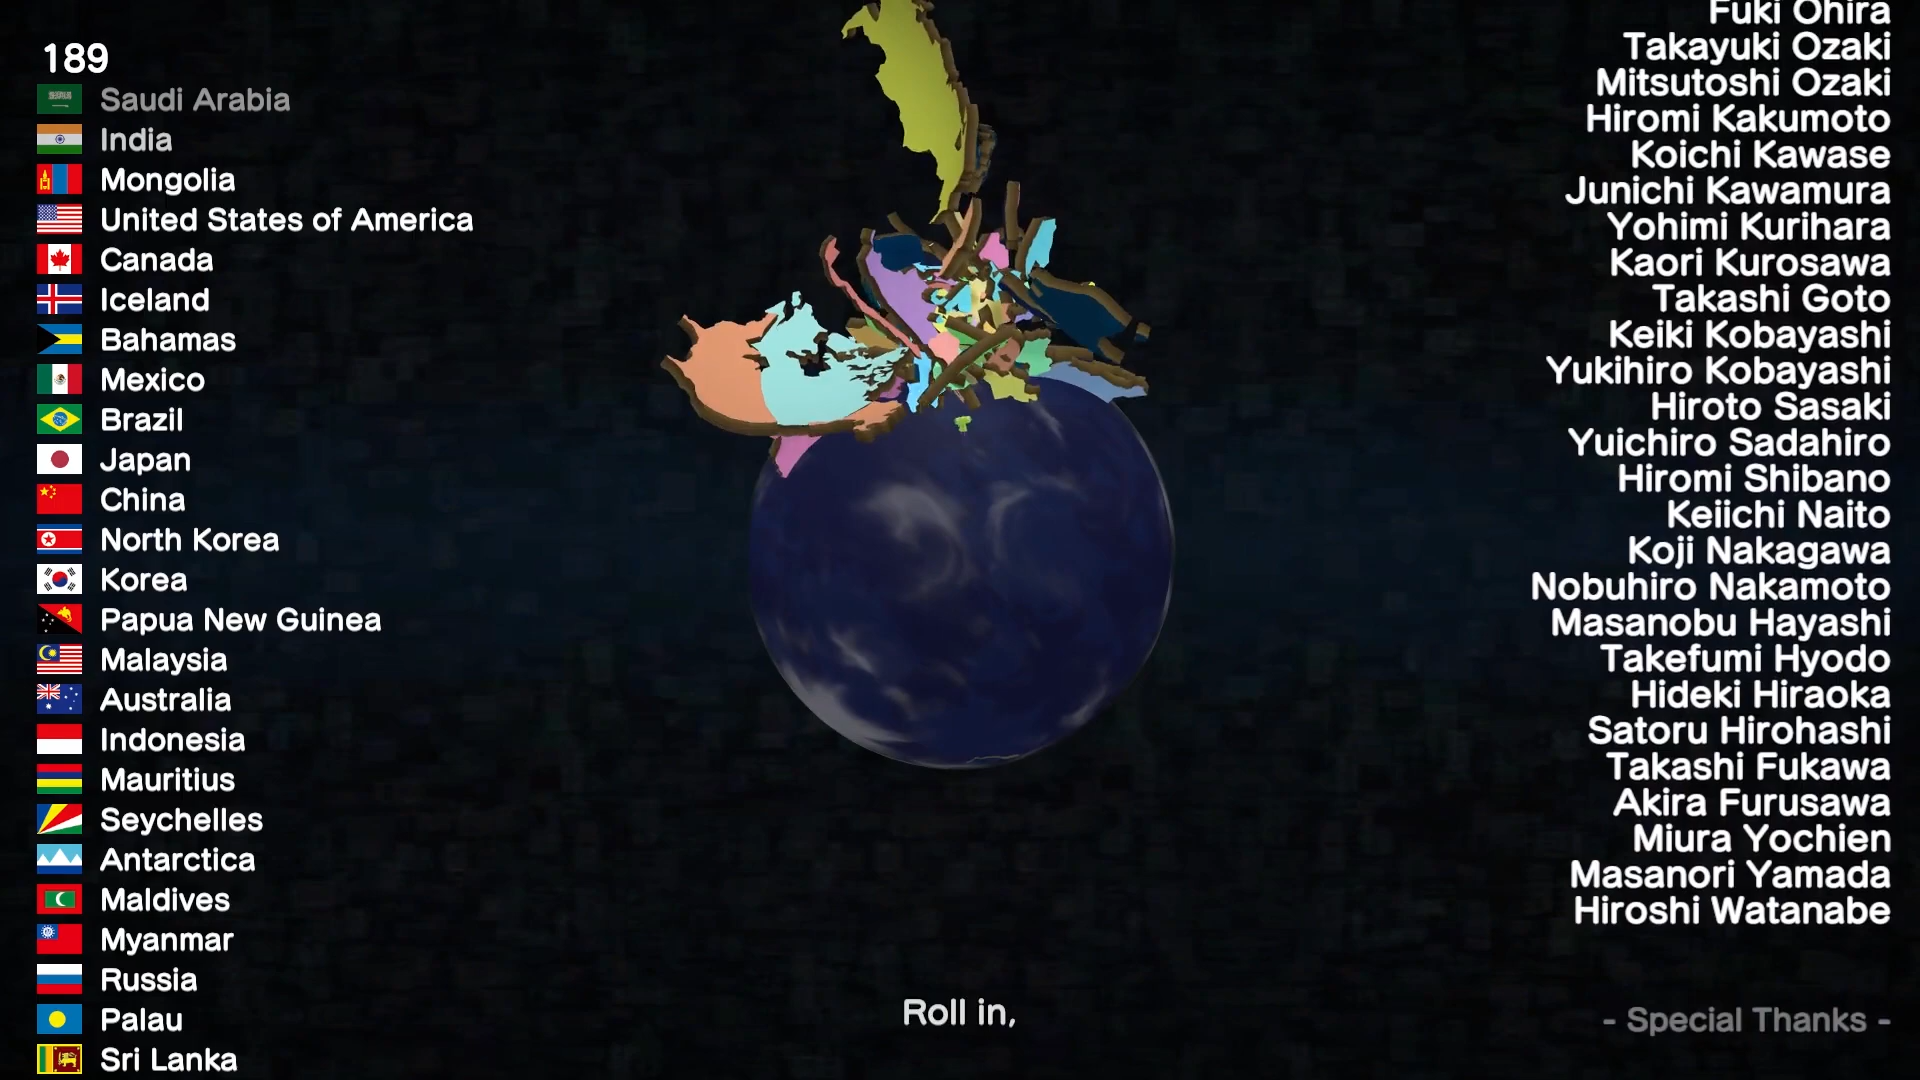 189
Saudi Arabia
India
Mongolia
United States of America
Canada
Iceland
Bahamas
Mexico
Brazil
Japan
China
North Korea
Korea
Papua New Guinea
Malaysia
Australia
Indonesia
Mauritius
Seychelles
Antarctica
Maldives
Myanmar
Russia
Palau
Sri Lanka
Roll in,
Fuki Ohira
Takayuki Ozaki
Mitsutoshi Ozaki
Hiromi Kakumoto
Koichi Kawase
Junichi Kawamura
Yohimi Kurihara
Kaori Kurosawa
Takashi Goto
Keiki Kobayashi
Yukihiro Kobayashi
Hiroto Sasaki
Yuichiro Sadahiro
Hiromi Shibano
Keiichi Naito
Koji Nakagawa
Nobuhiro Nakamoto
Masanobu Hayashi
Takefumi Hyodo
Hideki Hiraoka
Satoru Hirohashi
Takashi Fukawa
Akira Furusawa
Miura Yochien
Masanori Yamada
Hiroshi Watanabe
- Special Thanks -